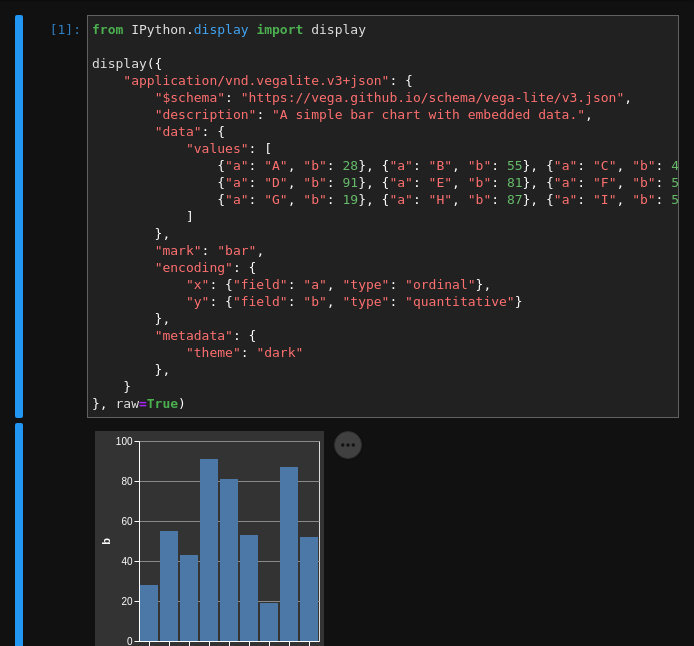 [1]: from IPython.display import display
display({
    "application/vnd.vegalite.v3+json": {
        "$schema": "https://vega.github.io/schema/vega-lite/v3.json",
        "description": "A simple bar chart with embedded data.",
        "data": {
            "values": [
                {"a": "A", "b": 28}, {"a": "B", "b": 55}, {"a": "C", "b": 4
                {"a": "D", "b": 91}, {"a": "E", "b": 81}, {"a": "F", "b": 5
                {"a": "G", "b": 19}, {"a": "H", "b": 87}, {"a": "I", "b": 5
            ]
        },
        "mark": "bar",
        "encoding": {
            "x": {"field": "a", "type": "ordinal"},
            "y": {"field": "b", "type": "quantitative"}
        },
        "metadata": {
            "theme": "dark"
        },
    }
}, raw=True)
100
80
60
b
40
20
0